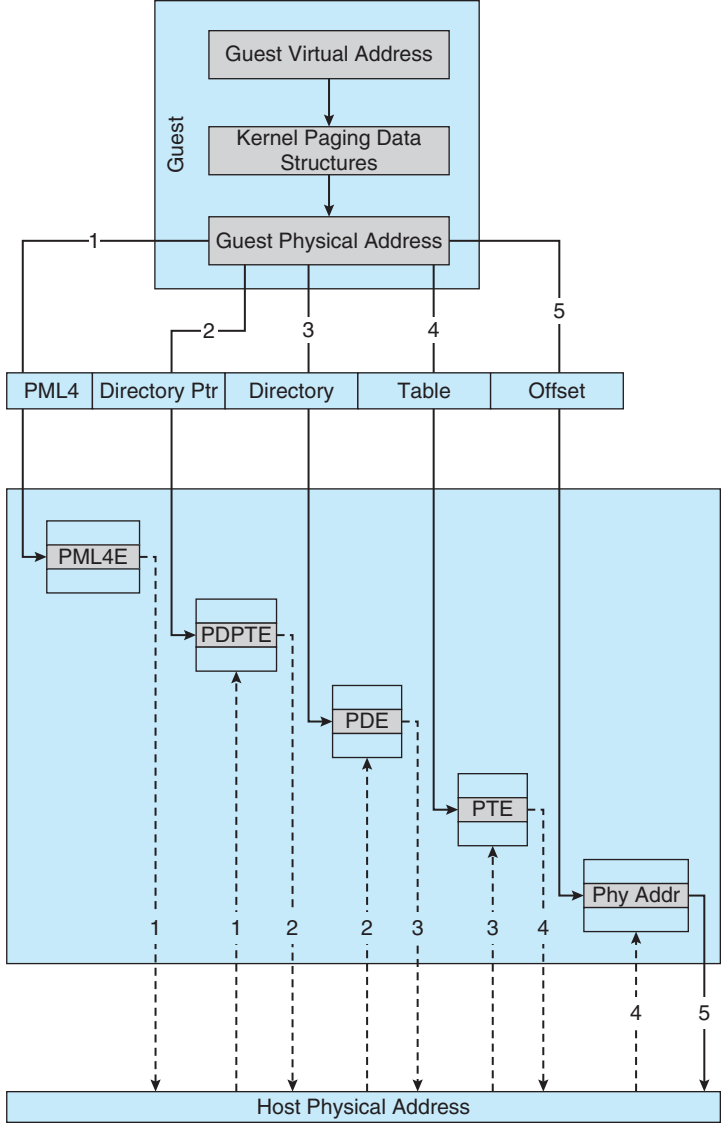 Guest Virtual Address
Guest
Kernel Paging Data
Structures
Guest Physical Address
1
2
3
4
5
PML4
Directory Ptr
Directory
Table
Offset
PML4E
PDPTE
PDE
PTE
Phy Addr
1
1
2
2
3
3
4
4
5
Host Physical Address